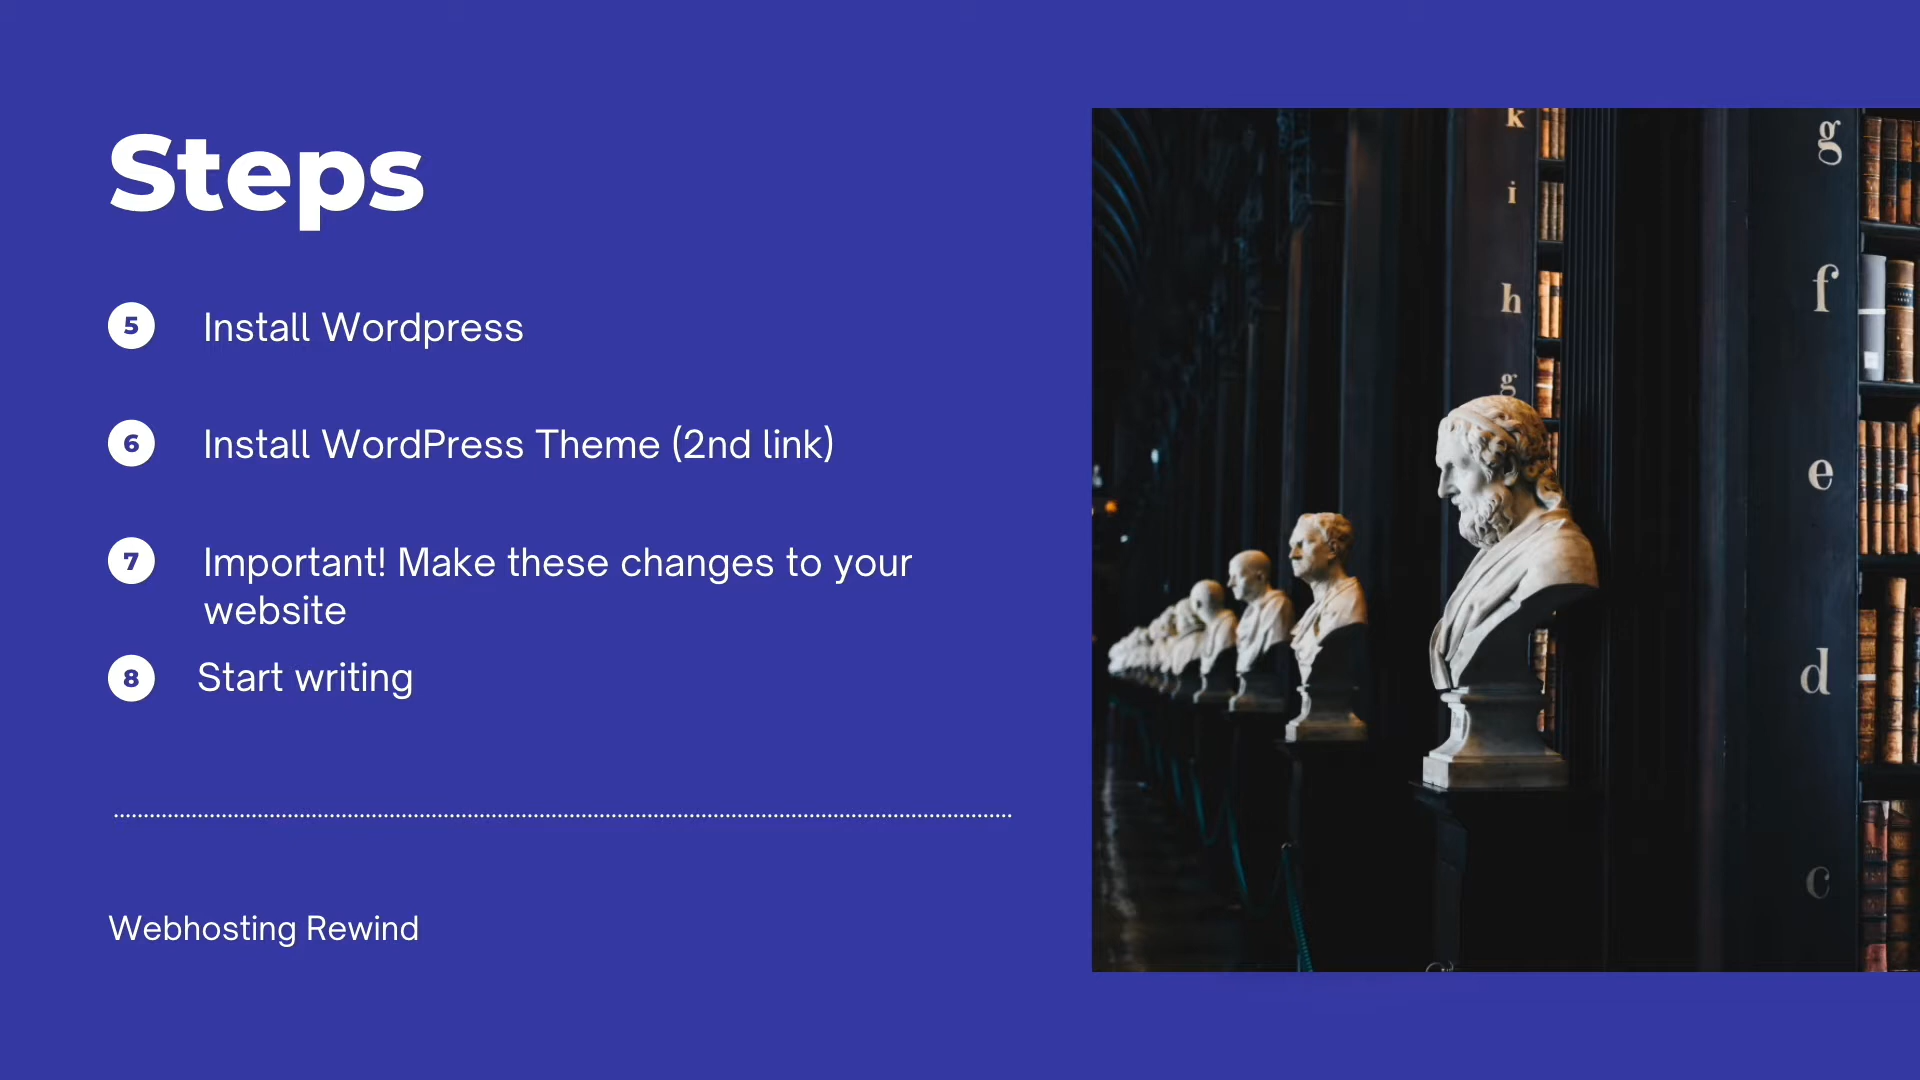 Steps
5 Install Wordpress
6 Install WordPress Theme (2nd link)
7 Important! Make these changes to your
website
8 Start writing
Webhosting Rewind
k
i
h
g
g
f
e
d
c